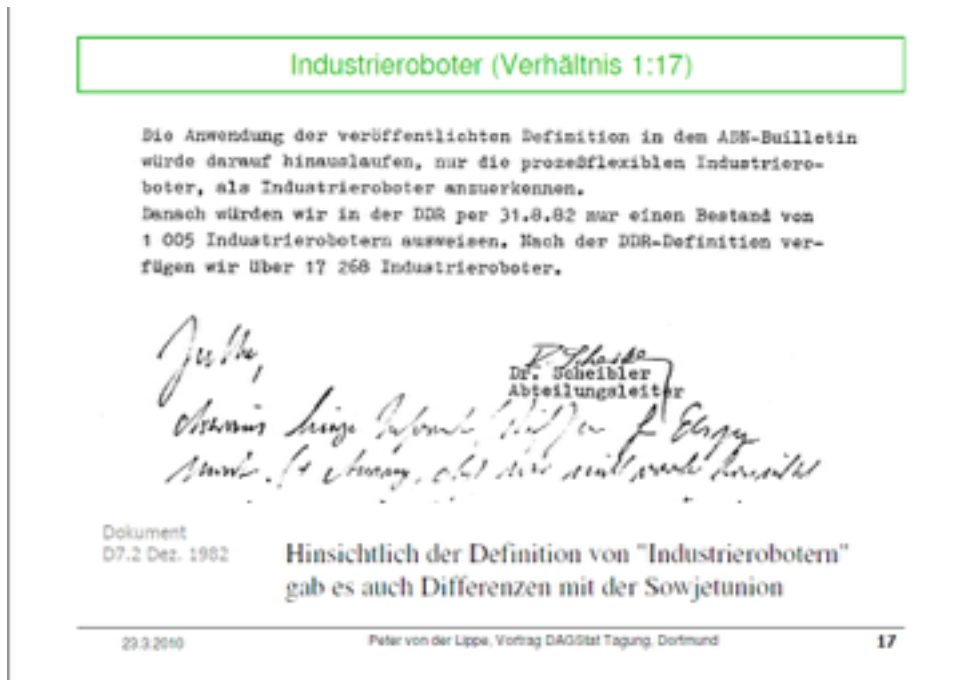 Industrieroboter (Verhältnis 1:17)
Die Anwendung der veröffentlichten Definition in dem ADN-Builletin
würde darauf hinauslaufen, nur die prozeßflexiblen Industriero-
boter, als Industrieroboter anzuerkennen.
Danach würden wir in der DDR per 31.8.82 nur einen Bestand von
1 005 Industrierobotern ausweisen. Nach der DDR-Definition ver-
fügen wir über 17 268 Industrieroboter.
Dr. Scheibler
Abteilungsleiter
Dokument
D7.2 Dez. 1982
Hinsichtlich der Definition von "Industrierobotern"
gab es auch Differenzen mit der Sowjetunion
29.3.2010
Peter von der Lippe, Vortrag DAGStat Tagung, Dortmund
17